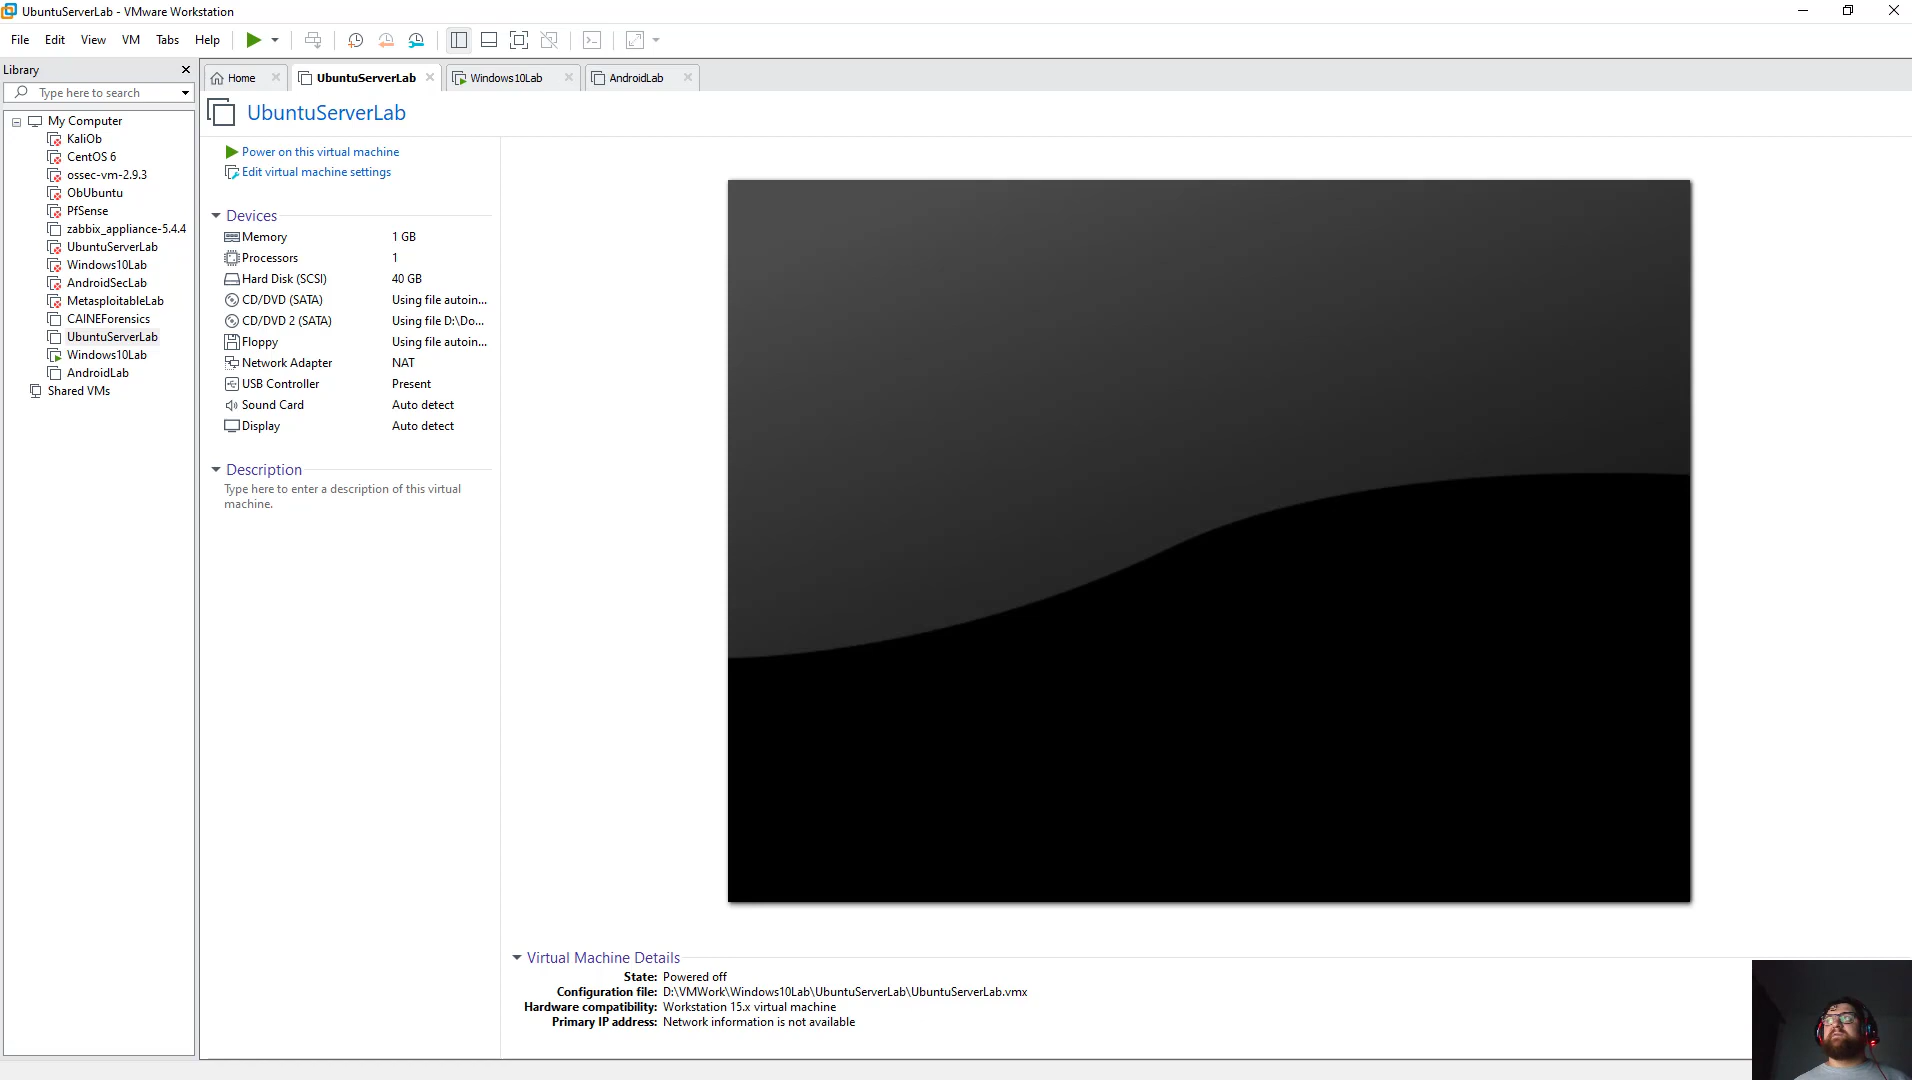 UbuntuServerLab - VMware Workstation
File Edit View VM Tabs Help
Library
Type here to search
My Computer
KaliOb
CentOS 6
ossec-vm-2.9.3
ObUbuntu
PfSense
zabbix_appliance-5.4.4
UbuntuServerLab
Windows10Lab
AndroidSecLab
MetasploitableLab
CAINEForensics
UbuntuServerLab
Windows10Lab
AndroidLab
Shared VMs
Home UbuntuServerLab Windows10Lab AndroidLab
UbuntuServerLab
Power on this virtual machine
Edit virtual machine settings
Devices
Memory 1 GB
Processors 1
Hard Disk (SCSI) 40 GB
CD/DVD (SATA) Using file autoin...
CD/DVD 2 (SATA) Using file D:\Do...
Floppy Using file autoin...
Network Adapter NAT
USB Controller Present
Sound Card Auto detect
Display Auto detect
Description
Type here to enter a description of this virtual
machine.
Virtual Machine Details
State: Powered off
Configuration file: D:\VMWork\Windows10Lab\UbuntuServerLab\UbuntuServerLab.vmx
Hardware compatibility: Workstation 15.x virtual machine
Primary IP address: Network information is not available